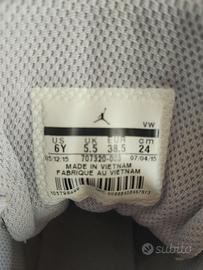 VW
US UK EUR cm
6Y 5.5 38.5 24
05/12/15 707320-003 07/04/15
MADE IN VIETNAM
FABRIQUE AU VIETNAM
subito